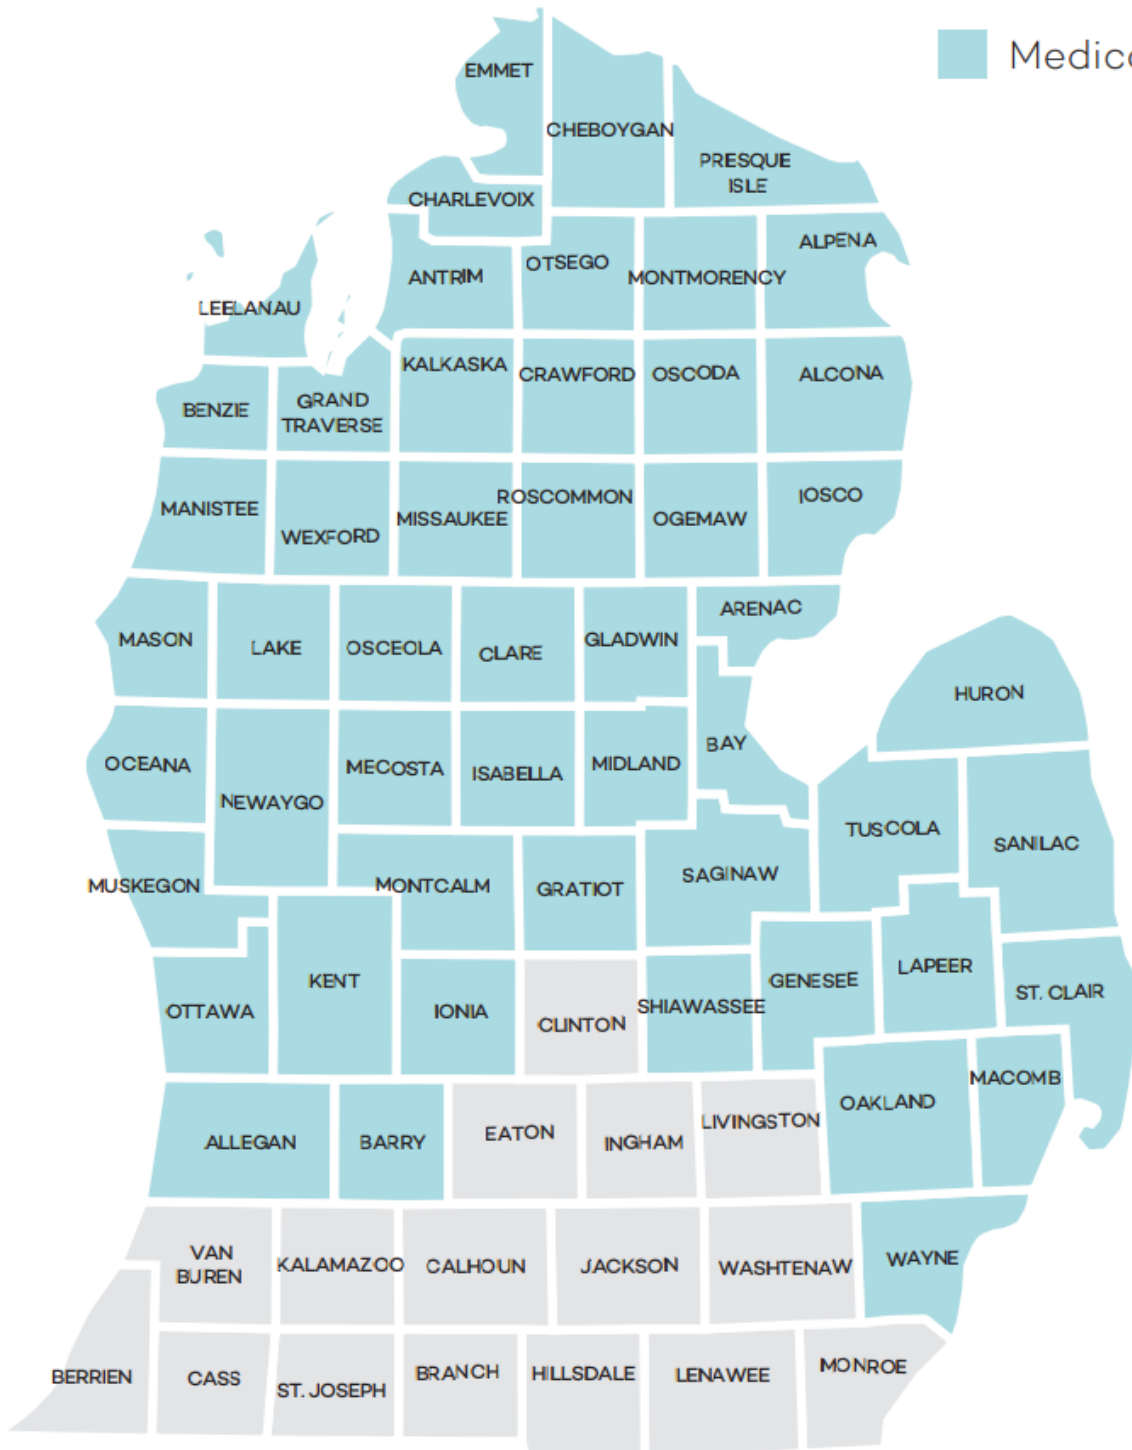 Medic
EMMET
CHEBOYGAN
PRESQUE
ISLE
CHARLEVOIX
ALPENA
OTSEGO
ANTRIM
MONTMORENCY
LEELANAU
KALKASKA
CRAWFORD
OSCODA
ALCONA
GRAND
TRAVERSE
BENZIE
MANISTEE
WEXFORD
MISSAUKEE
ROSCOMMON
OGEMAW
IOSCO
ARENAC
MASON
LAKE
OSCEOLA
CLARE
GLADWIN
HURON
OCEANA
NEWAYGO
MECOSTA
ISABELLA
MIDLAND
BAY
TUSCOLA
SANILAC
MUSKEGON
MONTCALM
GRATIOT
SAGINAW
KENT
OTTAWA
IONIA
CLINTON
SHIAWASSEE
GENESEE
LAPEER
ST. CLAIR
MACOMB
OAKLAND
LIVINGSTON
ALLEGAN
BARRY
EATON
INGHAM
VAN
BUREN
KALAMAZOO
CALHOUN
JACKSON
WASHTENAW
WAYNE
BERRIEN
CASS
ST. JOSEPH
BRANCH
HILLSDALE
LENAWEE
MONROE